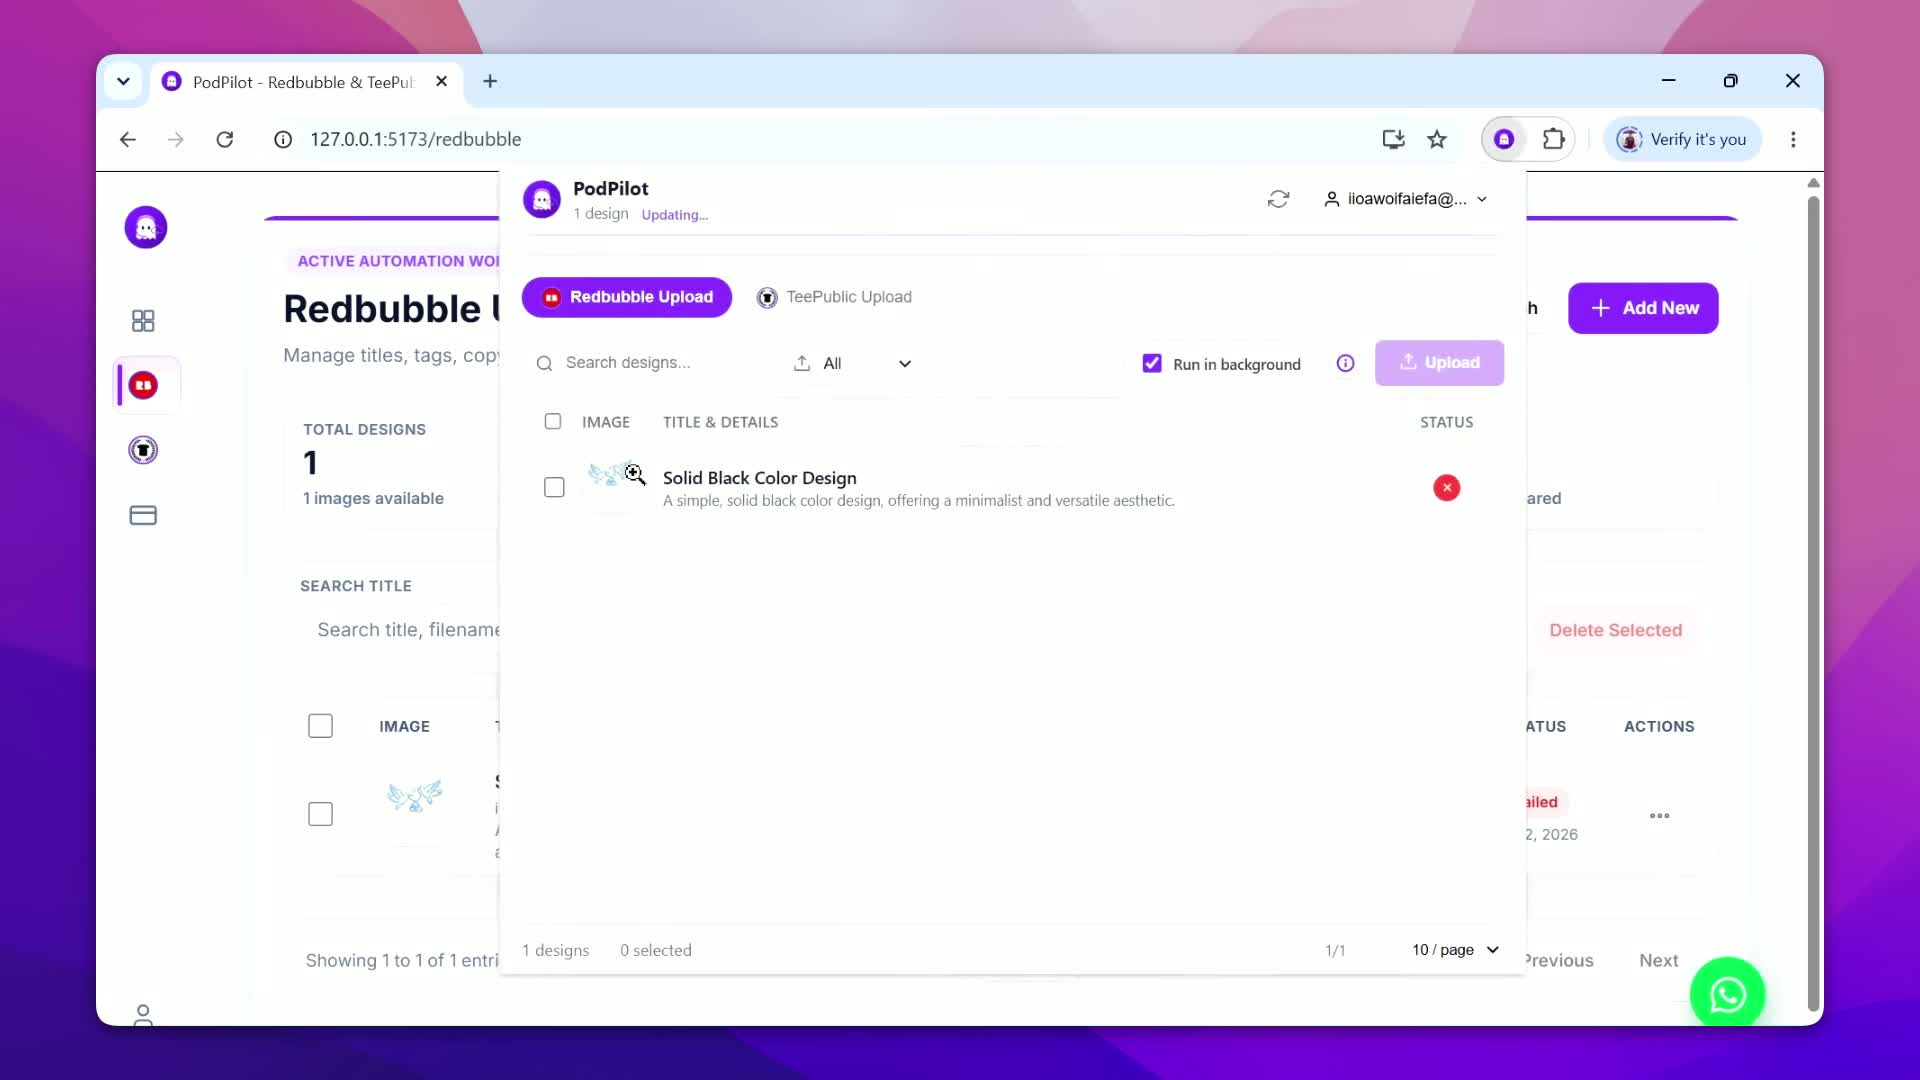 PodPilot - Redbubble & TeePub
127.0.0.1:5173/redbubble
Verify it's you
PodPilot
1 design Updating...
iioawoifaiefa@...
ACTIVE AUTOMATION WOR
Redbubble Upload
TeePublic Upload
Redbubble U
Manage titles, tags, copy
h
Add New
Search designs...
All
Run in background
Upload
IMAGE TITLE & DETAILS STATUS
TOTAL DESIGNS
1
1 images available
Solid Black Color Design
A simple, solid black color design, offering a minimalist and versatile aesthetic.
ared
SEARCH TITLE
Search title, filename
Delete Selected
IMAGE
ATUS ACTIONS
ailed
2, 2026
Showing 1 to 1 of 1 entri
1 designs 0 selected
1/1
10 / page
Previous Next